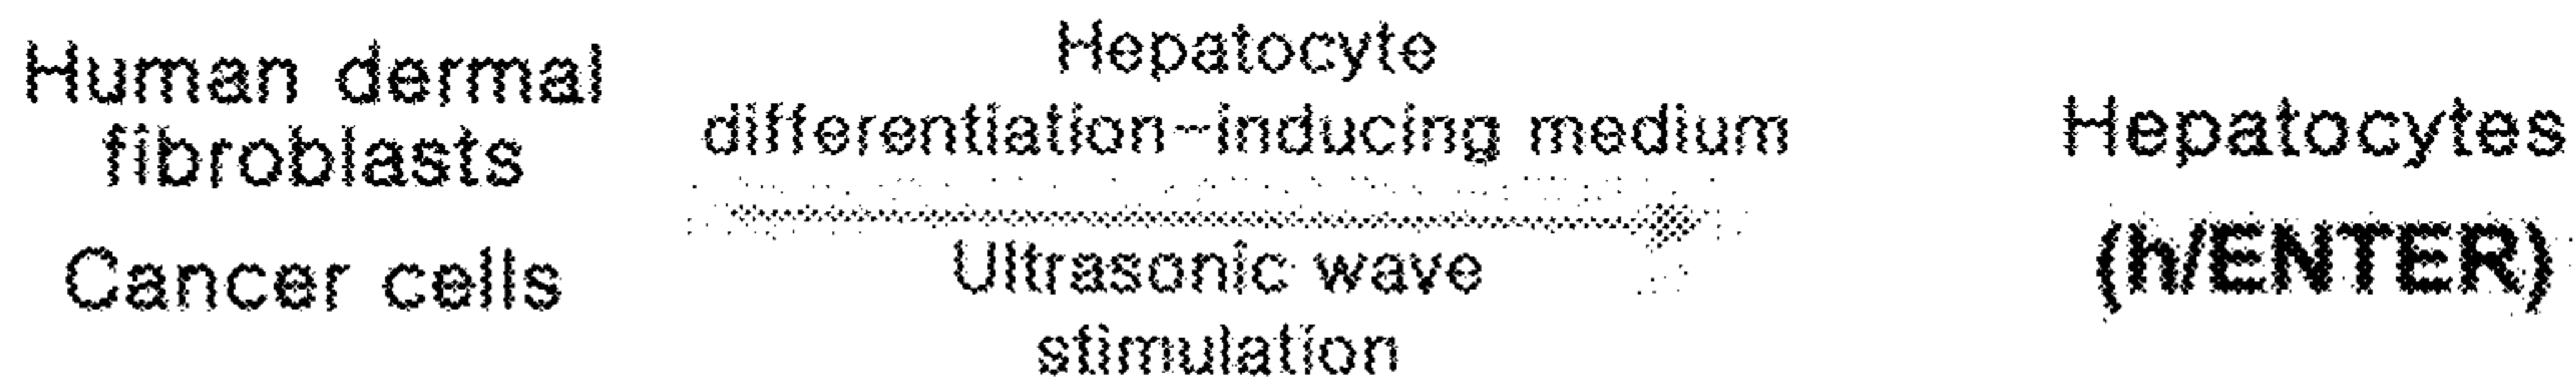 Human dermal
fibroblasts
Cancer cells
Hepatocyte
differentiation-inducing medium
Ultrasonic wave
stimulation
Hepatocytes
(h/ENTER)